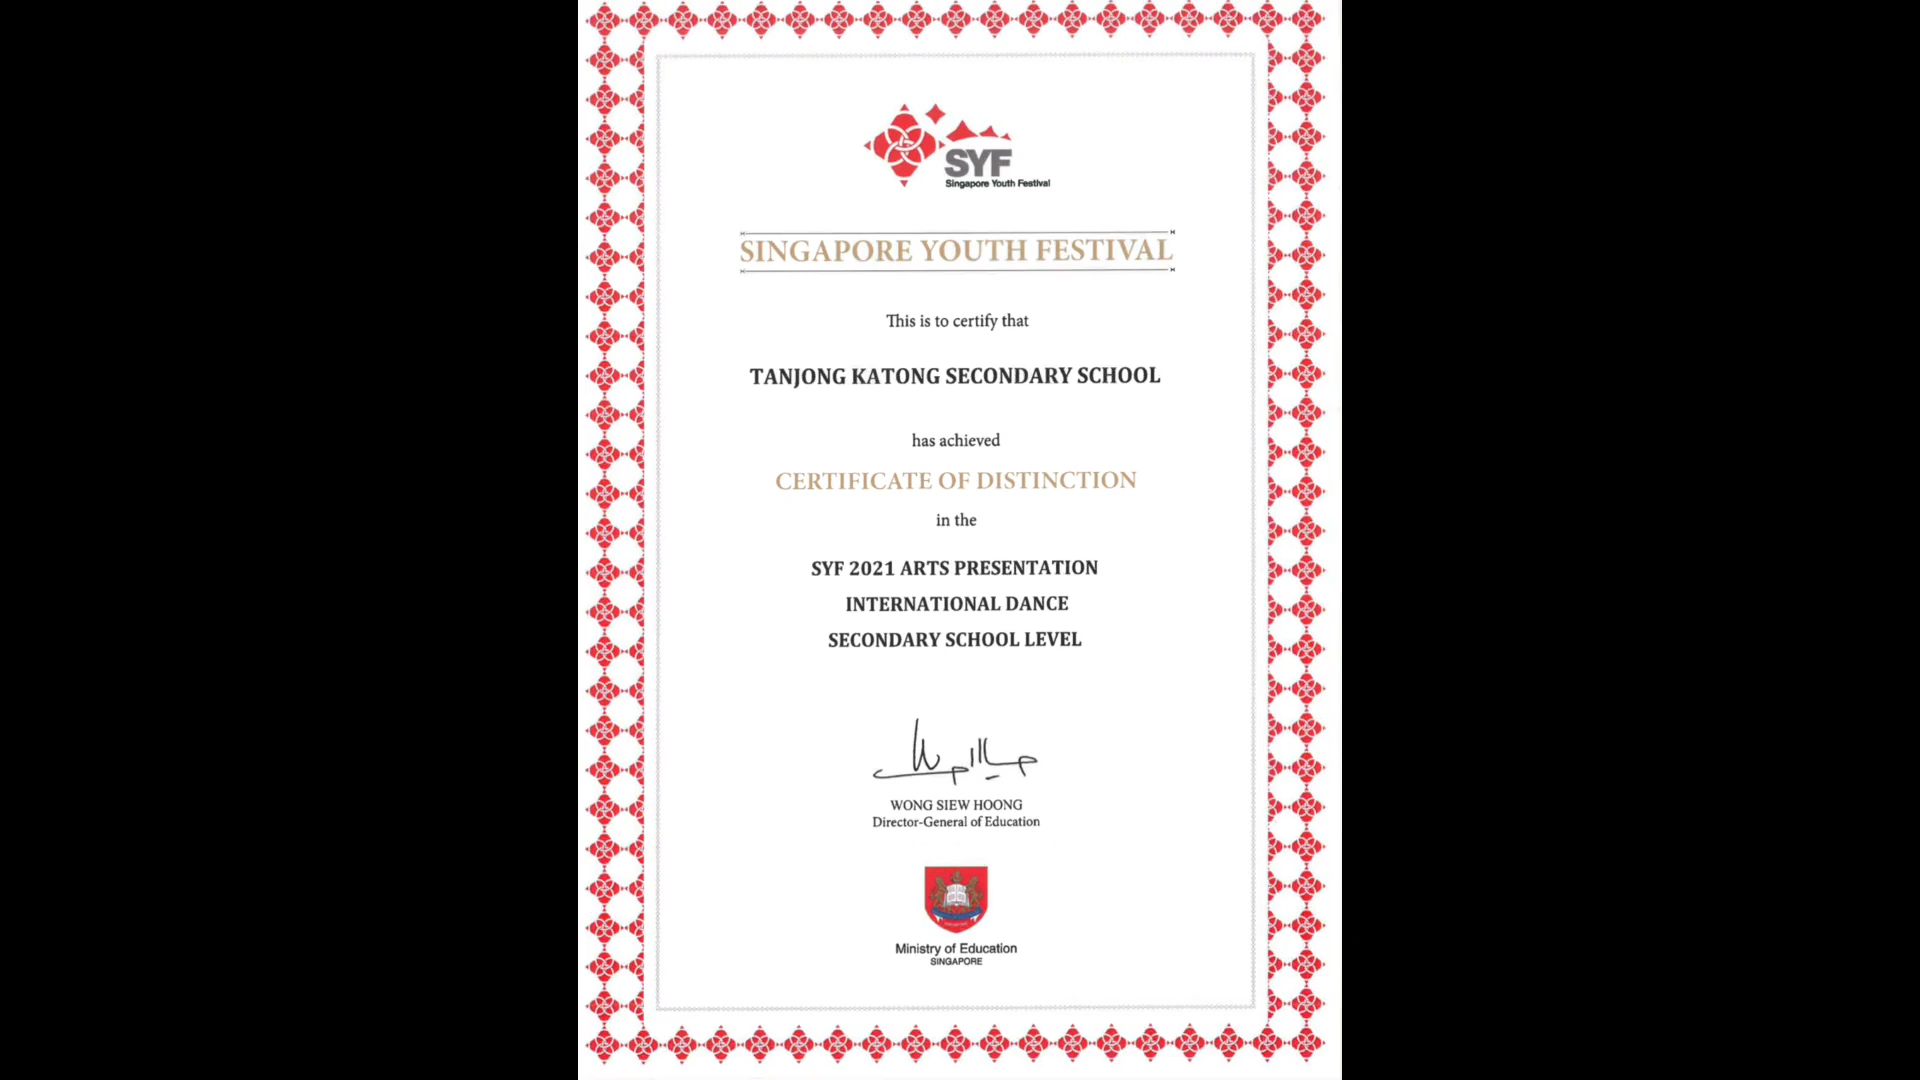 SYF
Singapore Youth Festival
SINGAPORE YOUTH FESTIVAL
This is to certify that
TANJONG KATONG SECONDARY SCHOOL
has achieved
CERTIFICATE OF DISTINCTION
in the
SYF 2021 ARTS PRESENTATION
INTERNATIONAL DANCE
SECONDARY SCHOOL LEVEL
WONG SIEW HOONG
Director-General of Education
Ministry of Education
SINGAPORE